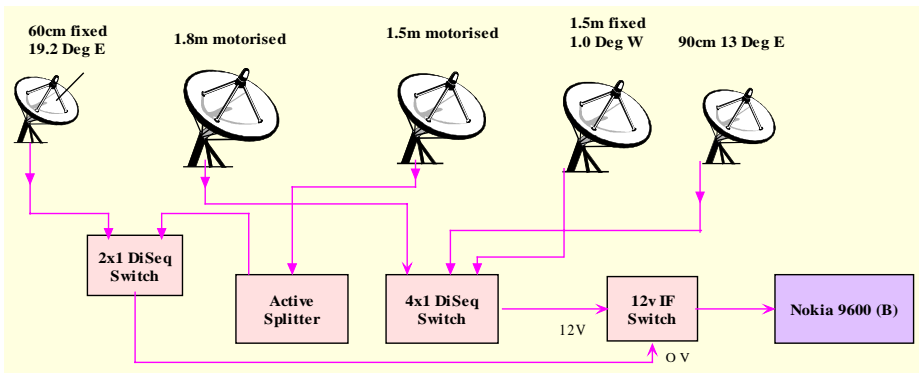 60cm fixed
19.2 Deg E
1.8m motorised
1.5m motorised
1.5m fixed
1.0 Deg W
90cm 13 Deg E
2x1 DiSeq
Switch
Active
Splitter
4x1 DiSeq
Switch
12v IF
Switch
Nokia 9600 (B)
12V
O V